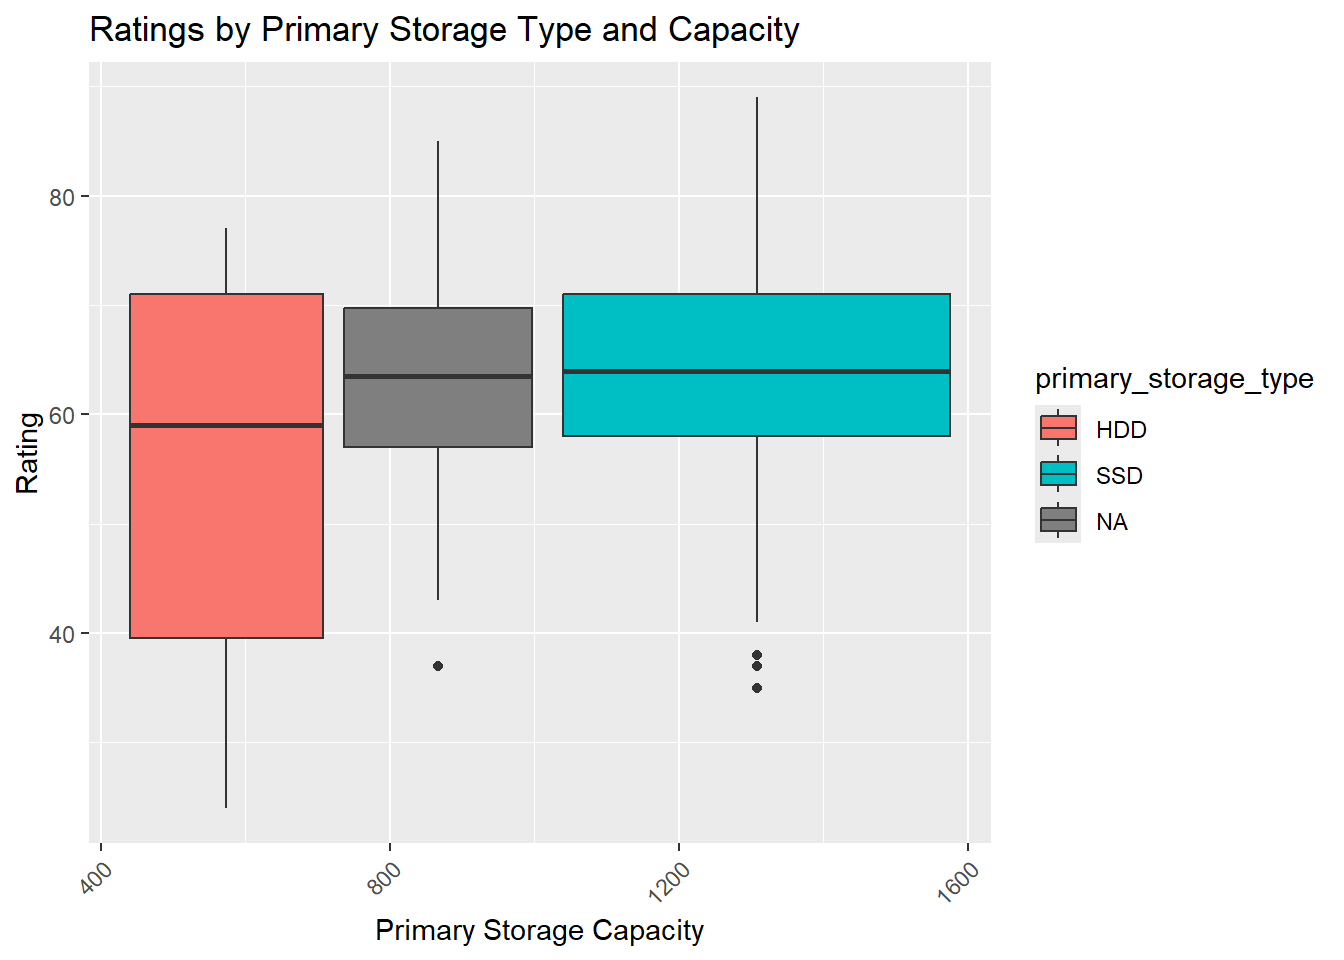 Ratings by Primary Storage Type and Capacity
Rating
80
60
40
400
800
1200
1600
Primary Storage Capacity
primary_storage_type
HDD
SSD
NA